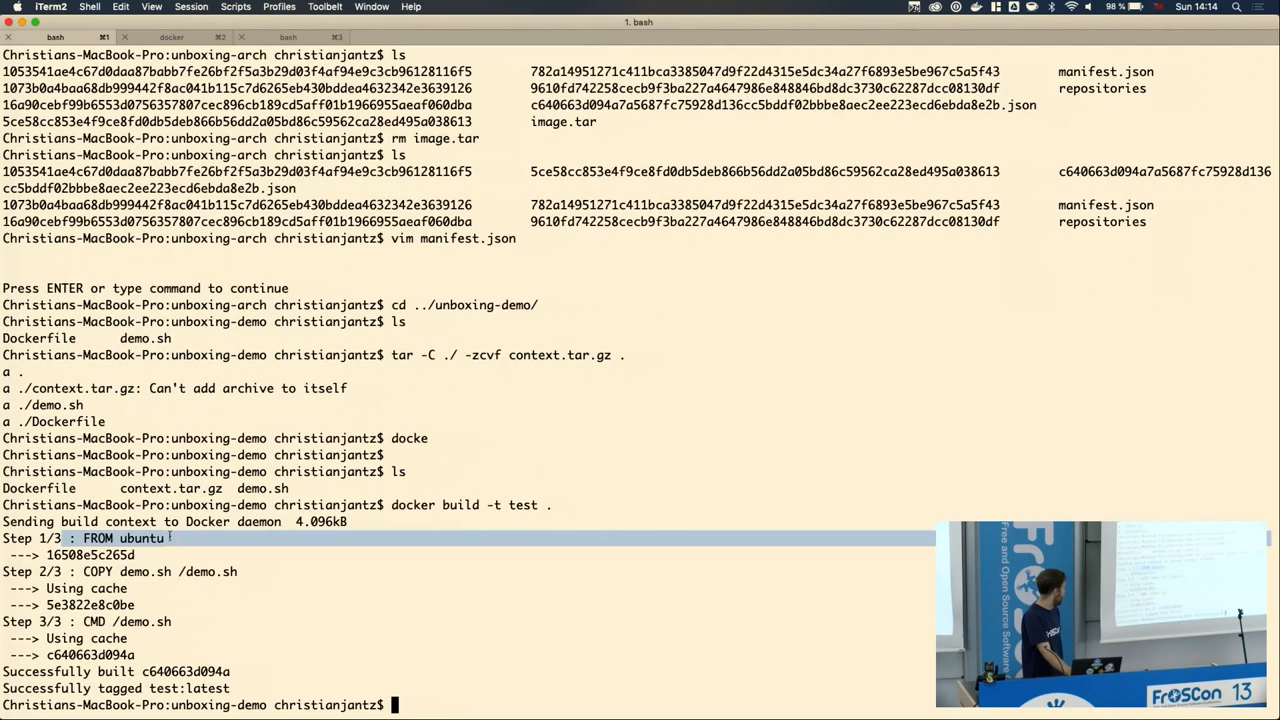 iTerm2 Shell Edit View Session Scripts Profiles Toolbelt Window Help 98 % Sun 14:14
1. bash
bash ⌘1 docker ⌘2 bash ⌘3
Christians-MacBook-Pro:unboxing-arch christianjantz$ ls
1053541ae4c67d0daa87babb7fe26bf2f5a3b29d03f4af94e9c3cb96128116f5 782a14951271c411bca3385047d9f22d4315e5dc34a27f6893e5be967c5a5f43 manifest.json
1073b0a4baa68db999442f8ac041b115c7d6265eb430bddea4632342e3639126 9610fd742258cecb9f3ba227a4647986e848846bd8d38c30c62287dcc08130df repositories
16a90cebf99b6553d0756357807cec896cb189cd5aff01b1966955aeaf060dba c640663d094a7a5687fc75928d136cc5bddf02bbbe8aec2ee223ecd6ebda8e2b.json
5ce58cc853e4f9ce8fd0db5deb866b56dd2a05bd86c59562ca28ed495a038613 image.tar
Christians-MacBook-Pro:unboxing-arch christianjantz$ rm image.tar
Christians-MacBook-Pro:unboxing-arch christianjantz$ ls
1053541ae4c67d0daa87babb7fe26bf2f5a3b29d03f4af94e9c3cb96128116f5 5ce58cc853e4f9ce8fd0db5deb866b56dd2a05bd86c59562ca28ed495a038613 c640663d094a7a5687fc75928d136
cc5bddf02bbbe8aec2ee223ecd6ebda8e2b.json
1073b0a4baa68db999442f8ac041b115c7d6265eb430bddea4632342e3639126 782a14951271c411bca3385047d9f22d4315e5dc34a27f6893e5be967c5a5f43 manifest.json
16a90cebf99b6553d0756357807cec896cb189cd5aff01b1966955aeaf060dba 9610fd742258cecb9f3ba227a4647986e848846bd8d38c30c62287dcc08130df repositories
Christians-MacBook-Pro:unboxing-arch christianjantz$ vim manifest.json
Press ENTER or type command to continue
Christians-MacBook-Pro:unboxing-arch christianjantz$ cd ../unboxing-demo/
Christians-MacBook-Pro:unboxing-demo christianjantz$ ls
Dockerfile demo.sh
Christians-MacBook-Pro:unboxing-demo christianjantz$ tar -C ./ -zcvf context.tar.gz .
a .
a ./context.tar.gz: Can't add archive to itself
a ./demo.sh
a ./Dockerfile
Christians-MacBook-Pro:unboxing-demo christianjantz$ docke
Christians-MacBook-Pro:unboxing-demo christianjantz$
Christians-MacBook-Pro:unboxing-demo christianjantz$ ls
Dockerfile context.tar.gz demo.sh
Christians-MacBook-Pro:unboxing-demo christianjantz$ docker build -t test .
Sending build context to Docker daemon 4.096kB
Step 1/3 : FROM ubuntu
---> 16508e5c265d
Step 2/3 : COPY demo.sh /demo.sh
---> Using cache
---> 5e3822e8c0be
Step 3/3 : CMD /demo.sh
---> Using cache
---> c640663d094a
Successfully built c640663d094a
Successfully tagged test:latest
Christians-MacBook-Pro:unboxing-demo christianjantz$
FrOSCon 13